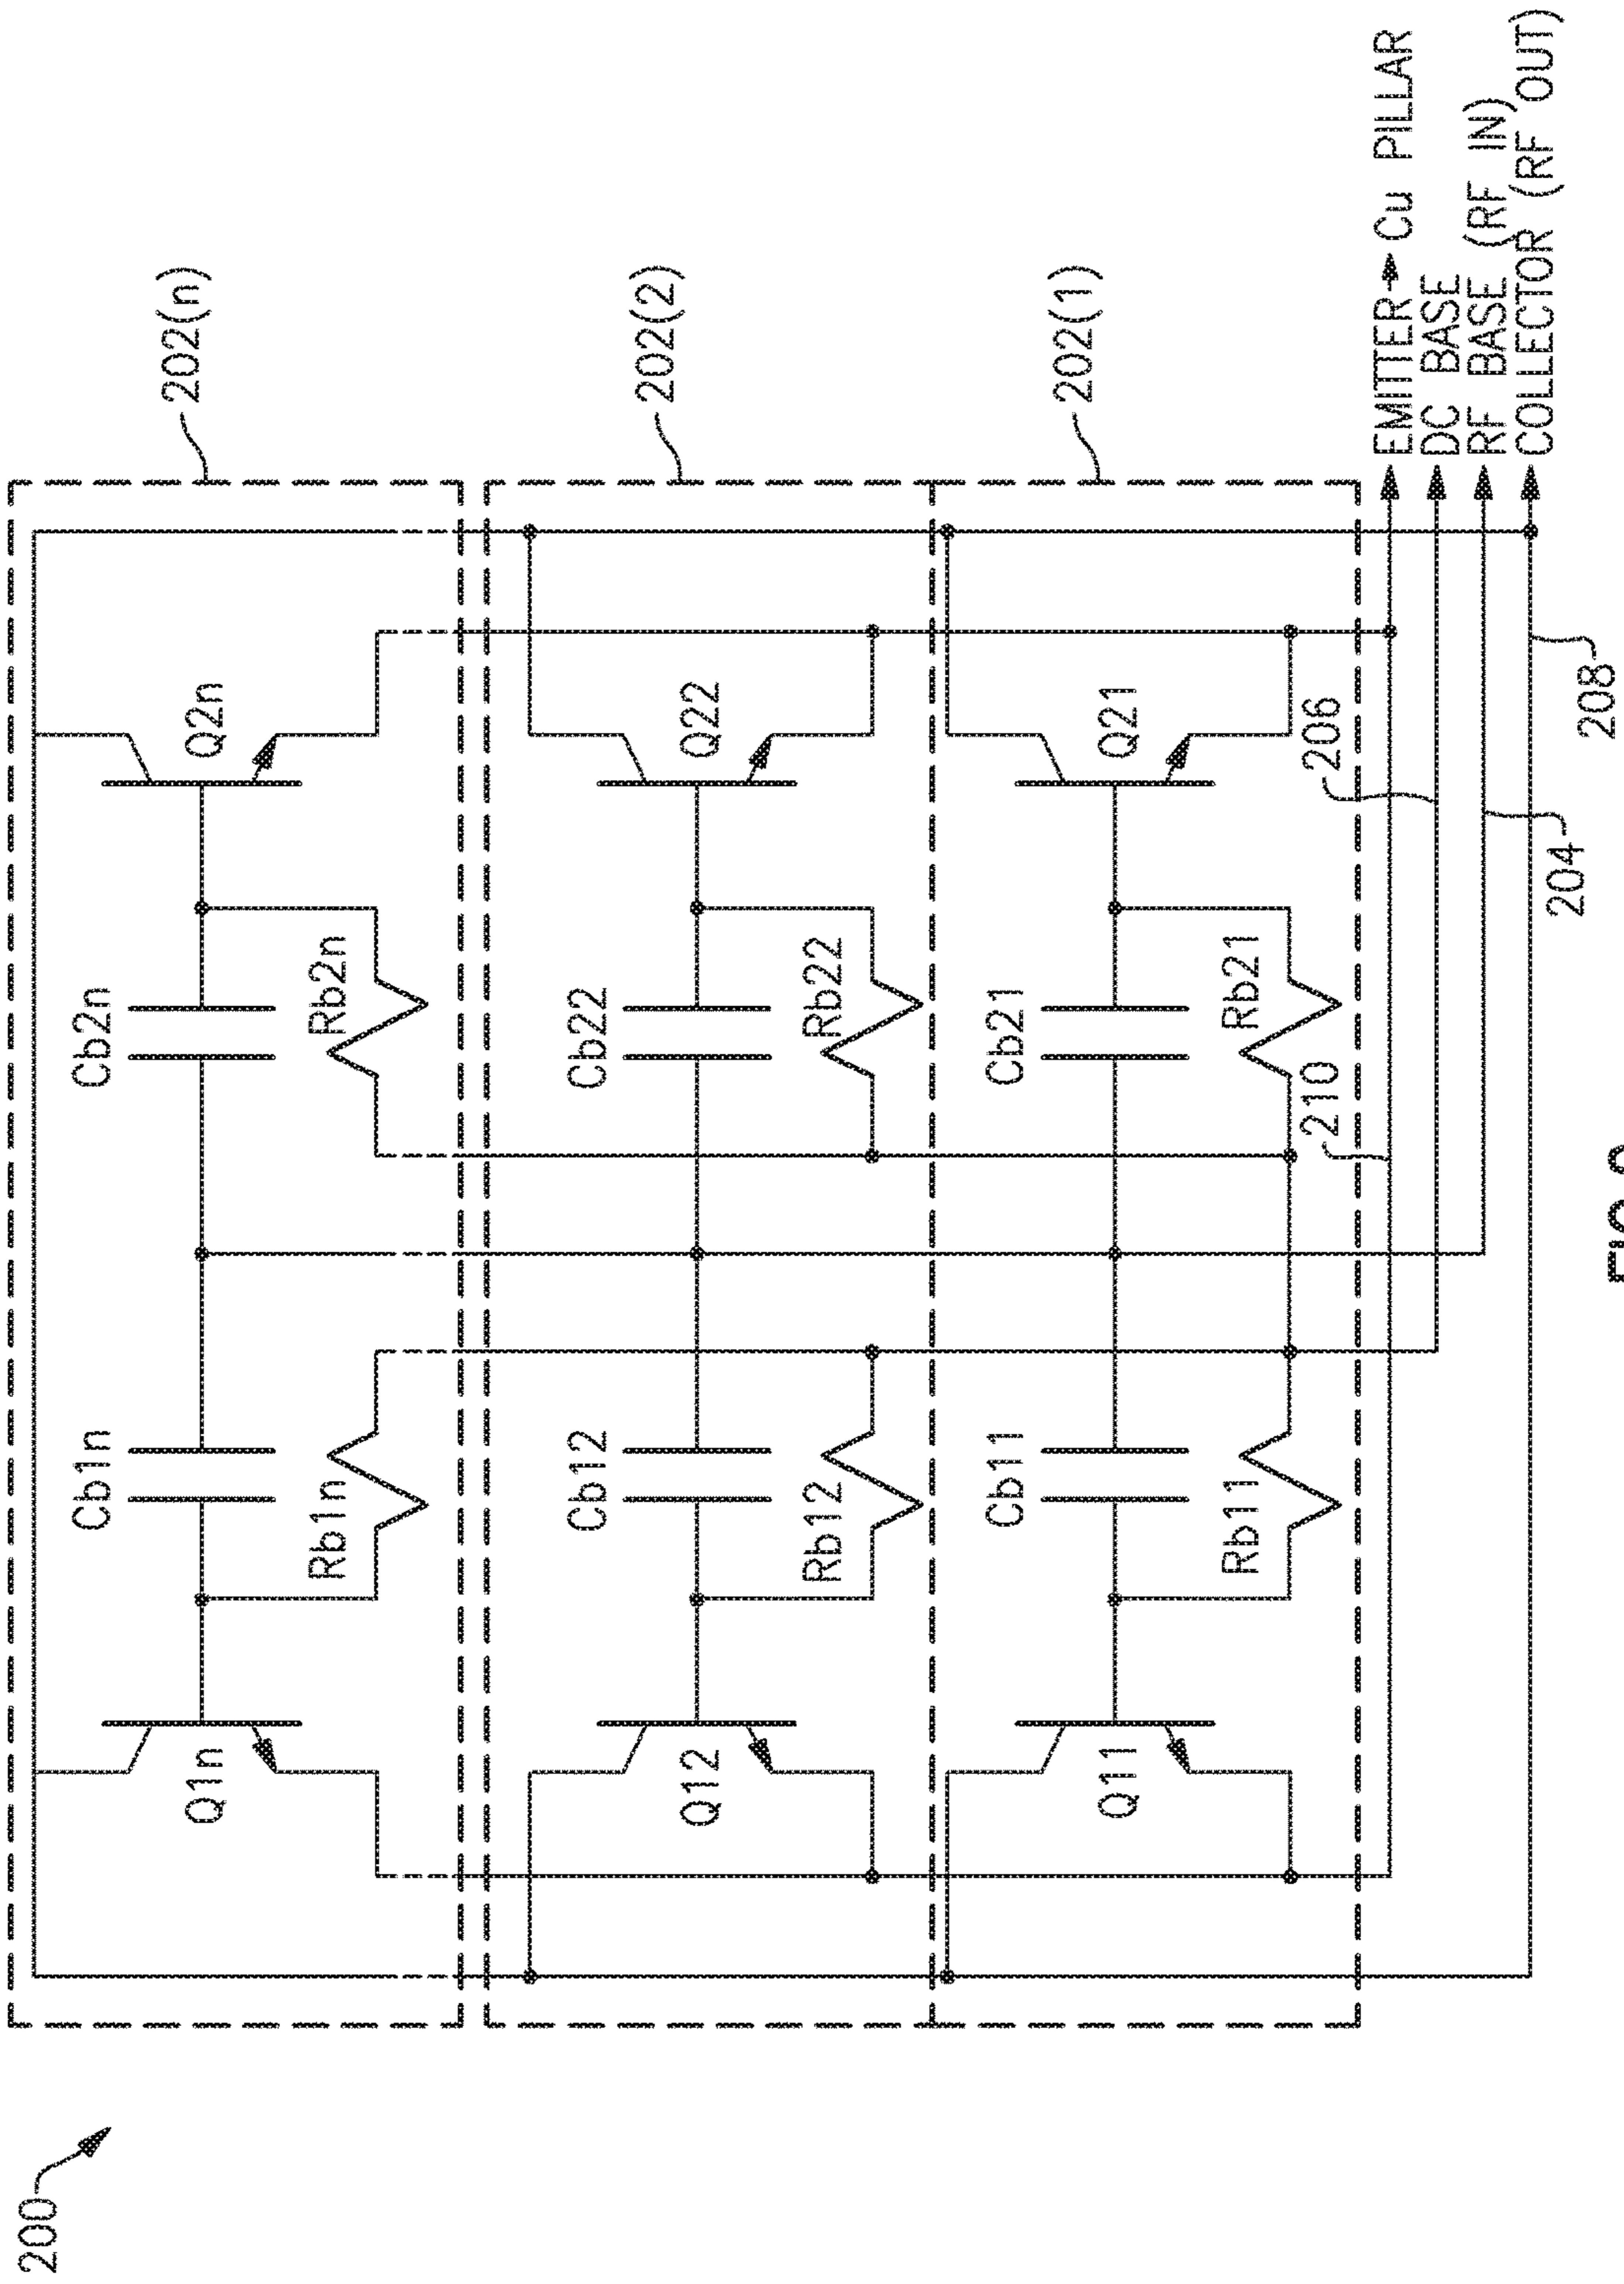 200
202(n)
Cb1n
Cb2n
Q1n
Rb1n
Rb2n
Q2n
202(2)
Cb12
Cb22
Q12
Rb12
Rb22
Q22
202(1)
Cb11
Cb21
Q11
Rb11
Rb21
Q21
210
206
EMITTER → Cu PILLAR
DC BASE
RF BASE (RF IN)
COLLECTOR (RF OUT)
204
208